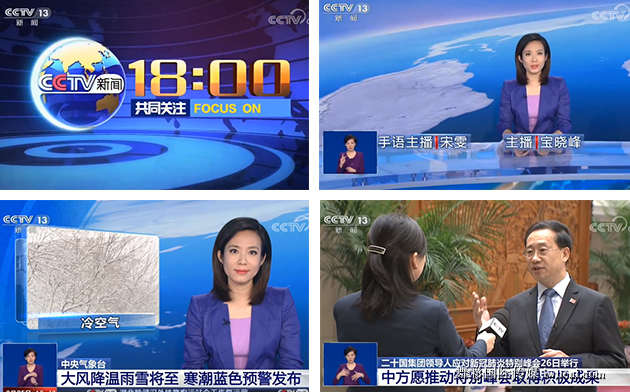 CCTV 13
新闻
CCTV
CCTV 新闻
18:00
共同关注 FOCUS ON
CCTV 13
新闻
CCTV
手语主播 宋雯 主播 宝晓峰
CCTV 13
新闻
CCTV
冷空气
中央气象台
大风降温雨雪将至 寒潮蓝色预警发布
CCTV 13
新闻
CCTV
二十国集团领导人应对新冠肺炎特别峰会26日举行
中方愿推动特别峰会取得积极成果